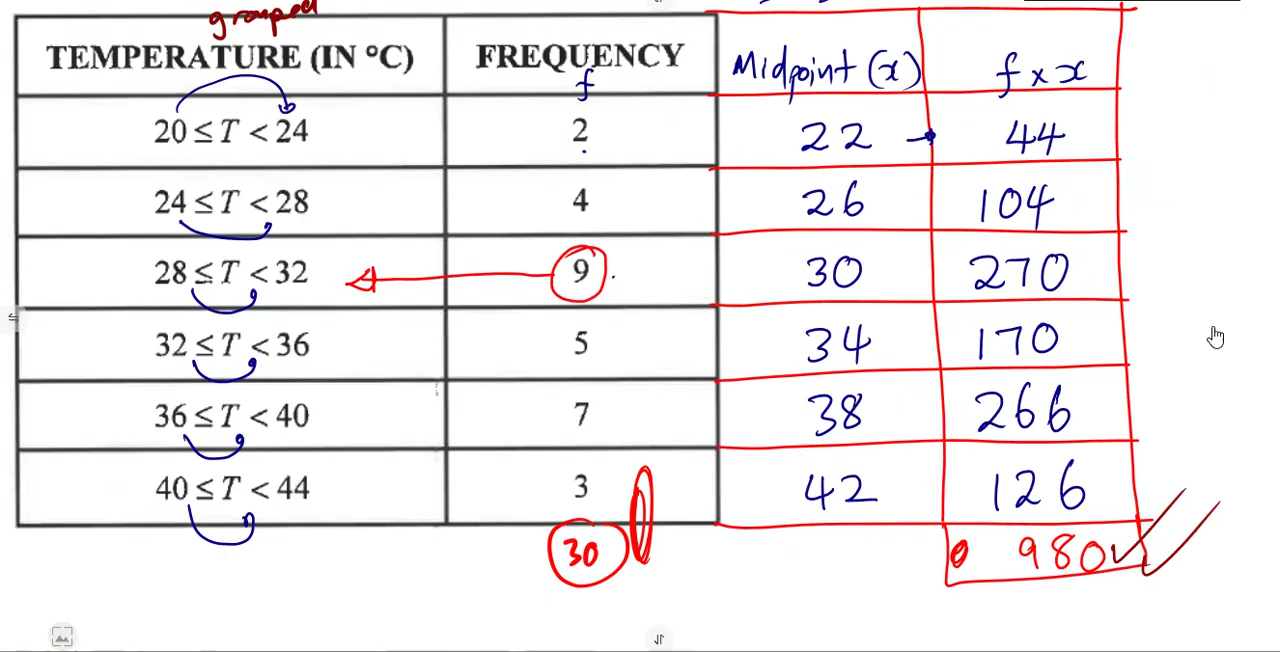 grouped
TEMPERATURE (IN °C) FREQUENCY Midpoint (x) f × x
f
20 ≤ T < 24 2 22 44
24 ≤ T < 28 4 26 104
28 ≤ T < 32 9 30 270
32 ≤ T < 36 5 34 170
36 ≤ T < 40 7 38 266
40 ≤ T < 44 3 42 126
30 980